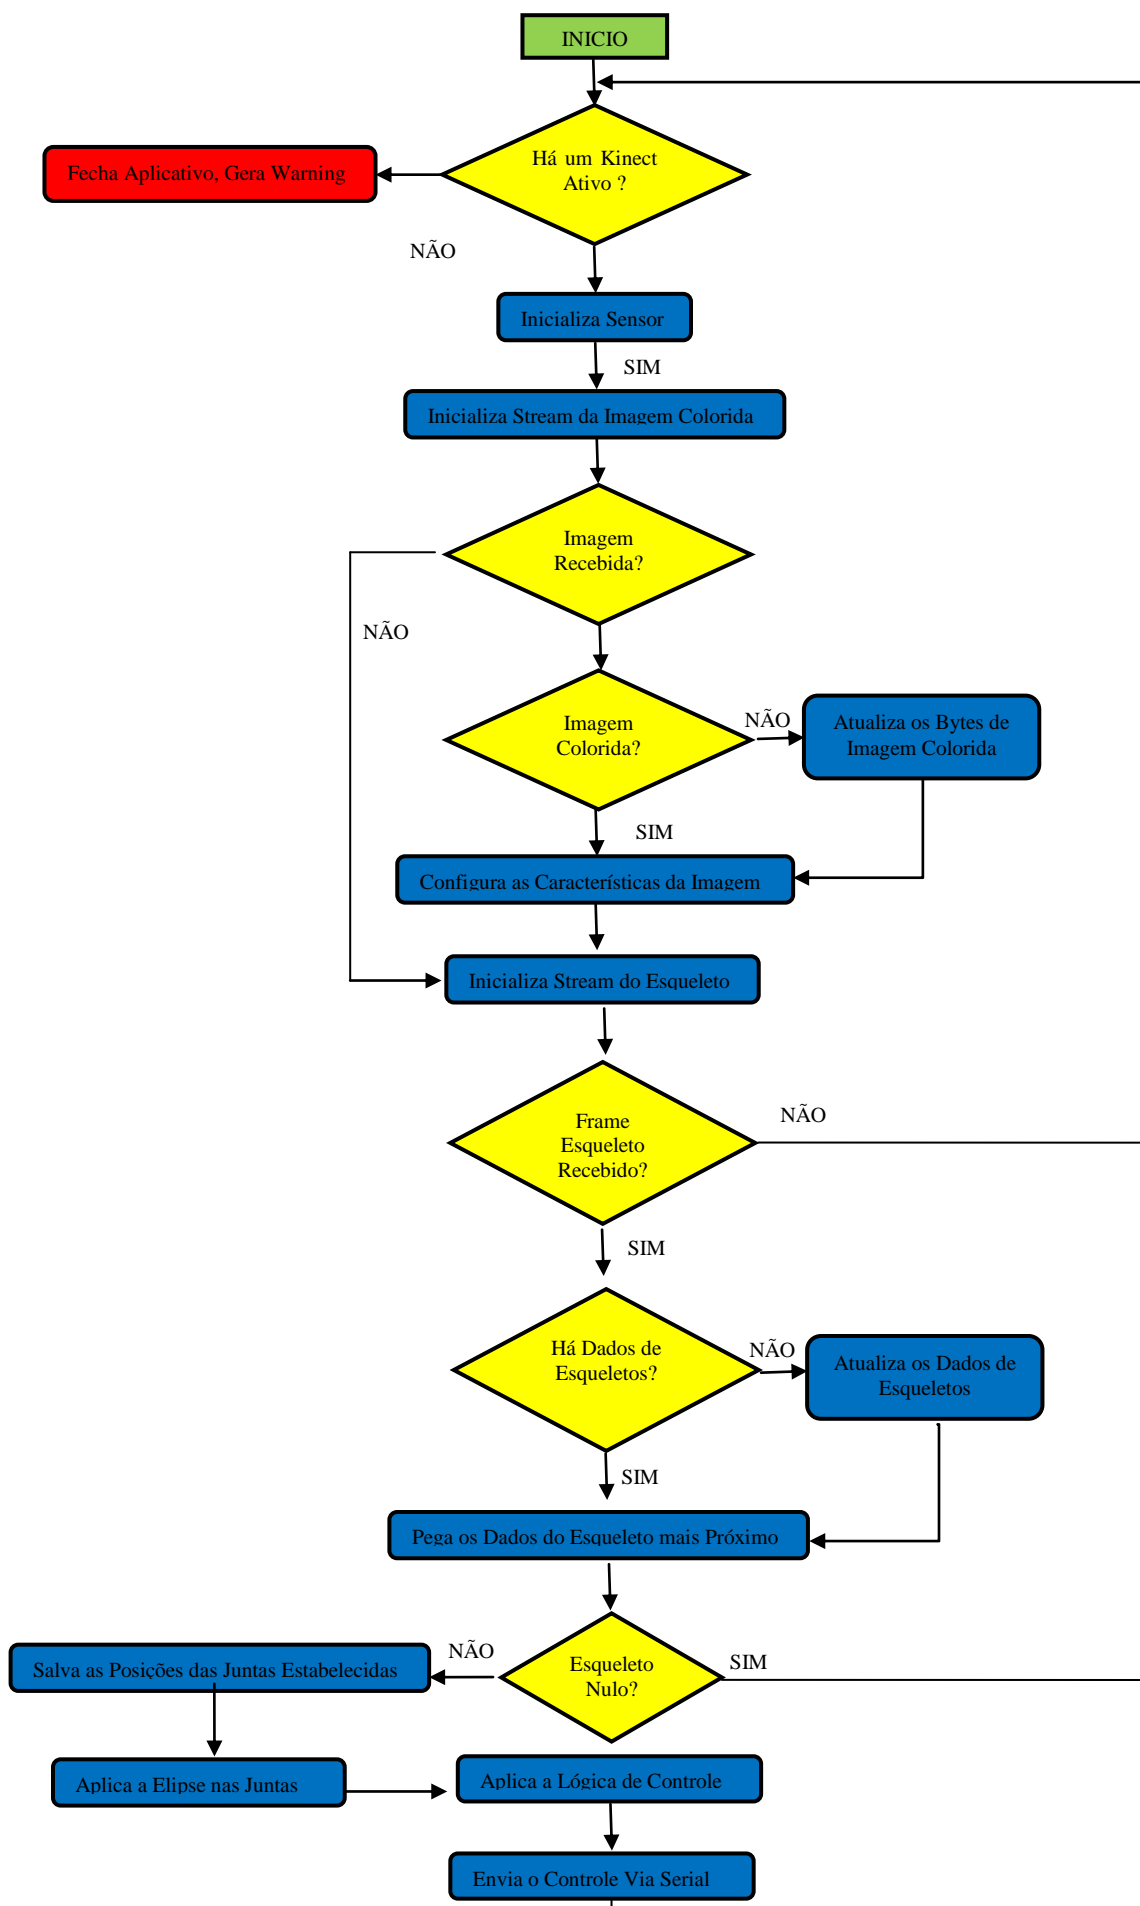 INICIO
Há um Kinect
Ativo ?
Fecha Aplicativo, Gera Warning
NÃO
Inicializa Sensor
SIM
Inicializa Stream da Imagem Colorida
Imagem
Recebida?
NÃO
Imagem
Colorida?
NÃO
Atualiza os Bytes de
Imagem Colorida
SIM
Configura as Características da Imagem
Inicializa Stream do Esqueleto
Frame
Esqueleto
Recebido?
NÃO
SIM
Há Dados de
Esqueletos?
NÃO
Atualiza os Dados de
Esqueletos
SIM
Pega os Dados do Esqueleto mais Próximo
Esqueleto
Nulo?
NÃO
SIM
Salva as Posições das Juntas Estabelecidas
Aplica a Elipse nas Juntas
Aplica a Lógica de Controle
Envia o Controle Via Serial